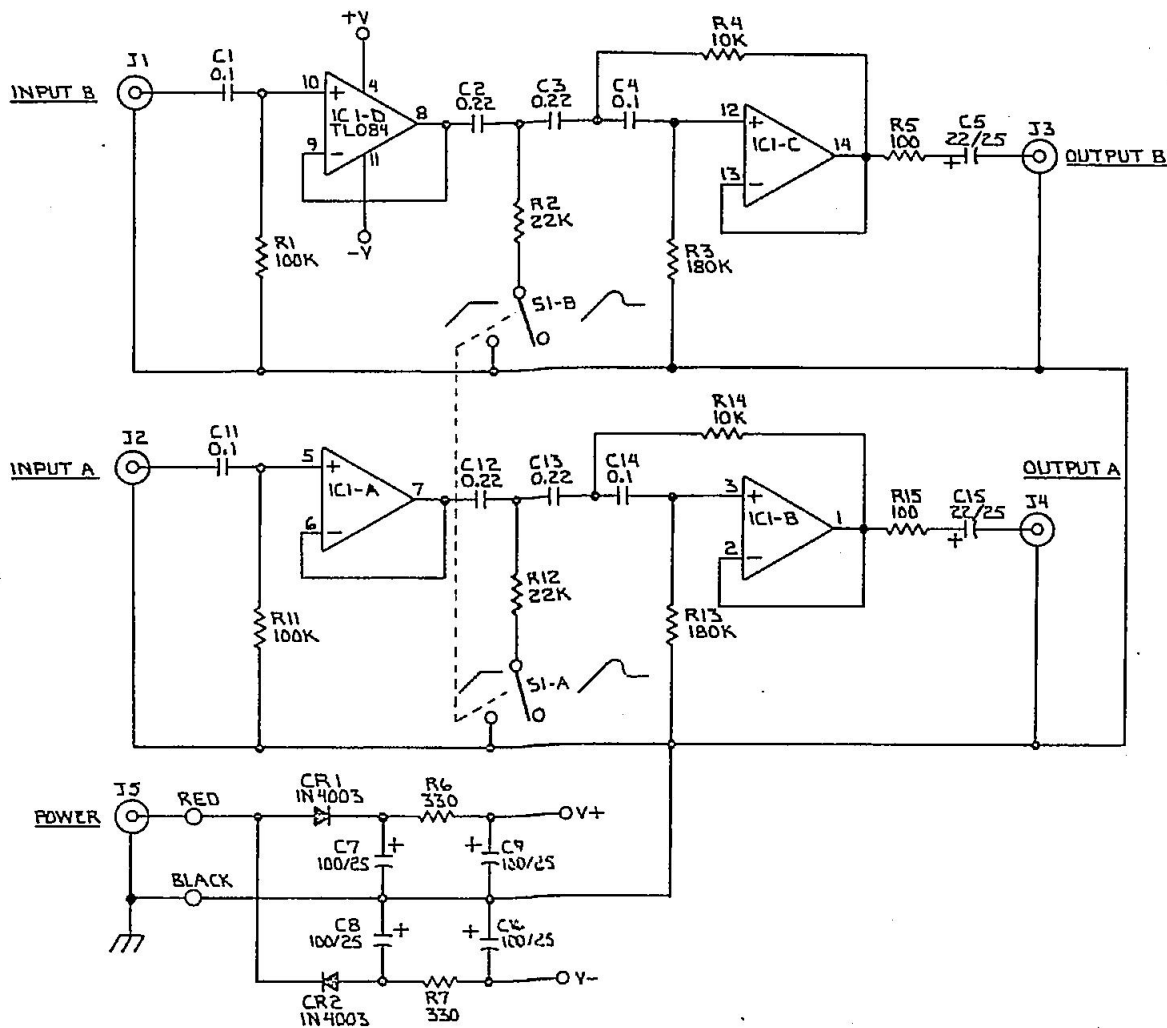 +V
J1
C1
0.1
INPUT B
10
+
4
IC1-D
TL084
8
9
−
11
-V
R1
100K
C2
0.22
C3
0.22
C4
0.1
R4
10K
R2
22K
S1-B
12
+
IC1-C
14
13
−
R3
180K
R5
100
C5
22/25
+
J3
OUTPUT B
J2
C11
0.1
INPUT A
5
+
IC1-A
7
6
−
R11
100K
C12
0.22
C13
0.22
C14
0.1
R14
10K
R12
22K
S1-A
3
+
IC1-B
1
2
−
R13
180K
R15
100
C15
22/25
+
J4
OUTPUT A
J5
POWER
RED
CR1
1N4003
R6
330
V+
C7
100/25
+
C9
100/25
+
BLACK
C8
100/25
+
100/25
+
CR2
1N4003
R7
330
V-